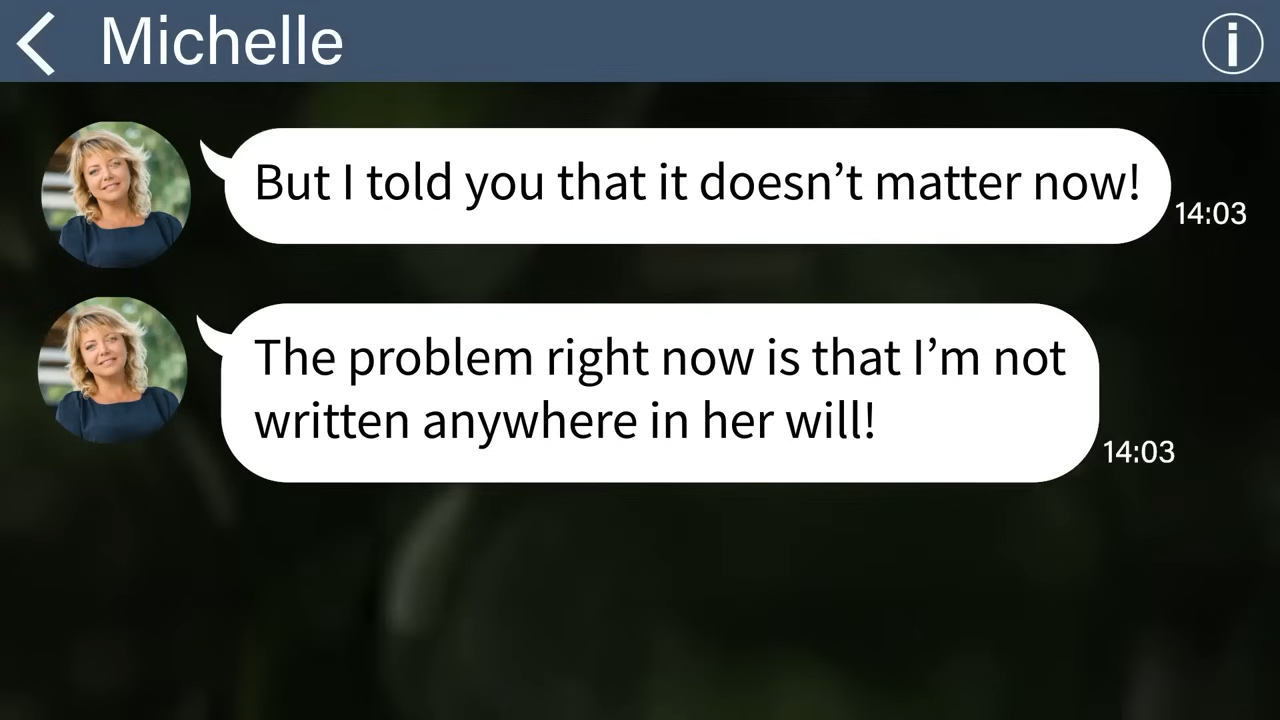 Michelle
But I told you that it doesn’t matter now!
14:03
The problem right now is that I’m not
written anywhere in her will!
14:03